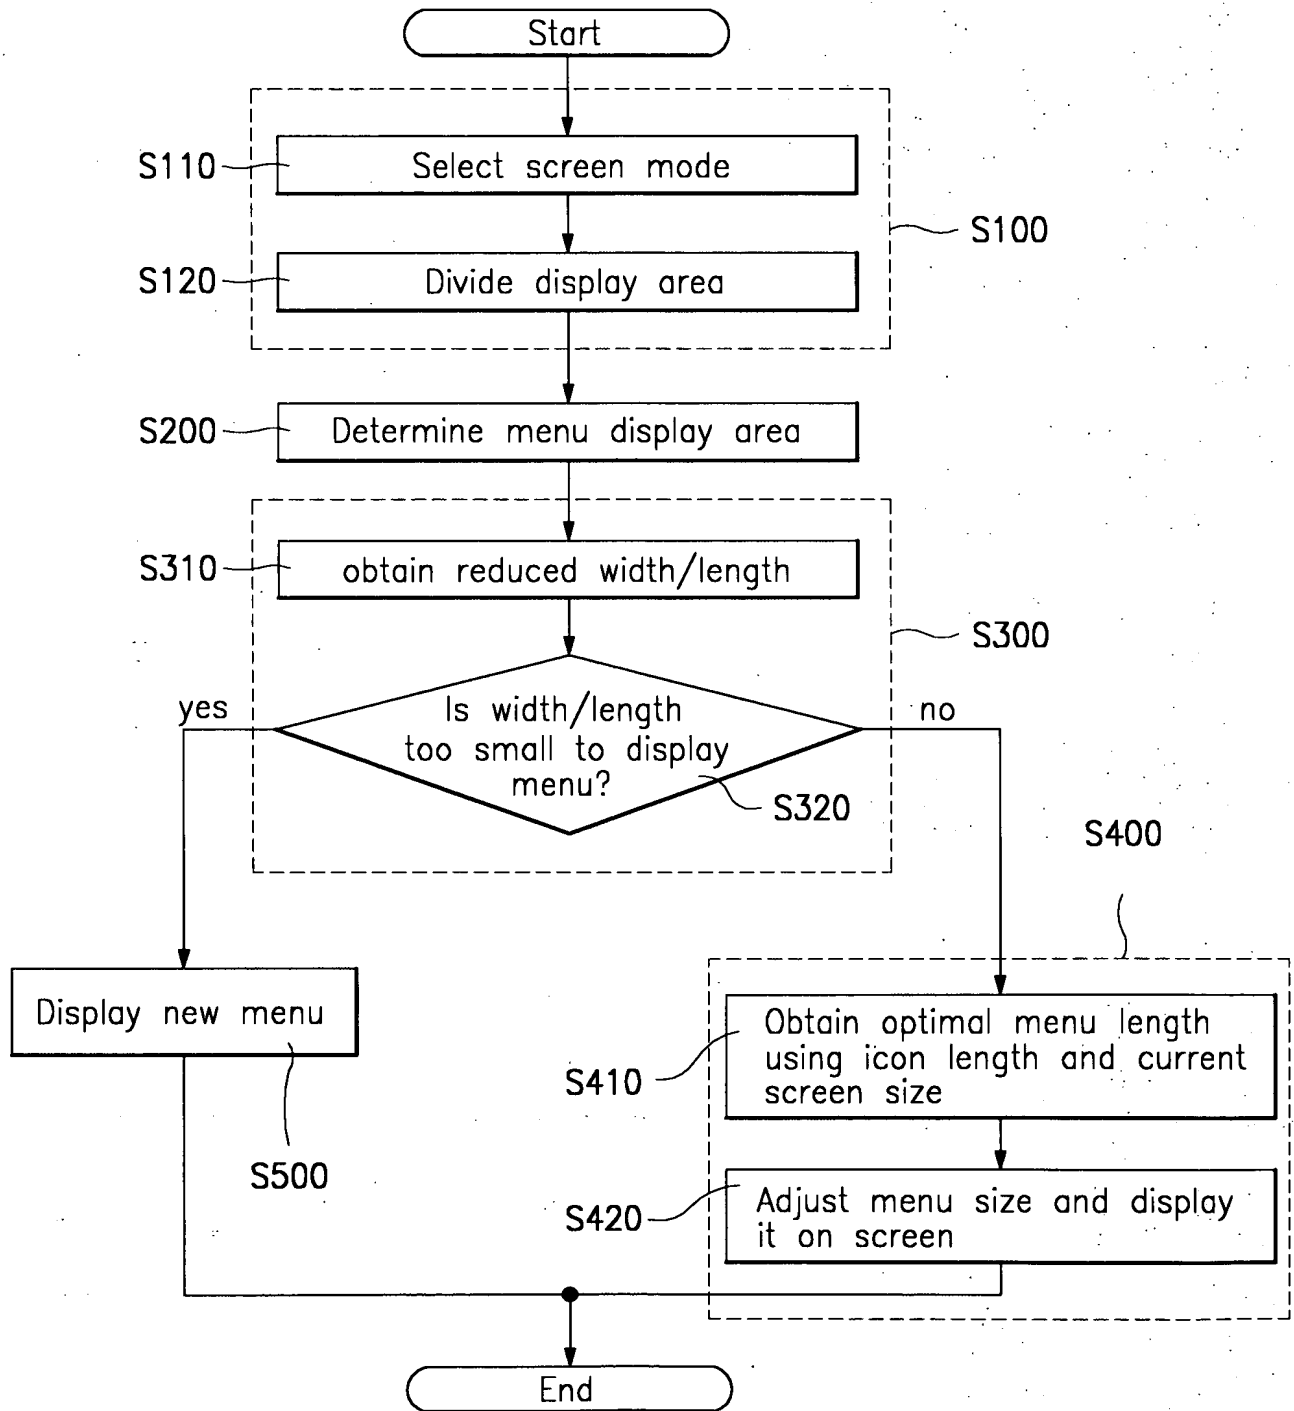 Start
S110
Select screen mode
S100
S120
Divide display area
S200
Determine menu display area
S310
obtain reduced width/length
S300
yes
Is width/length
too small to display
menu?
no
S320
S400
Display new menu
S500
Obtain optimal menu length
using icon length and current
screen size
S410
Adjust menu size and display
it on screen
S420
End